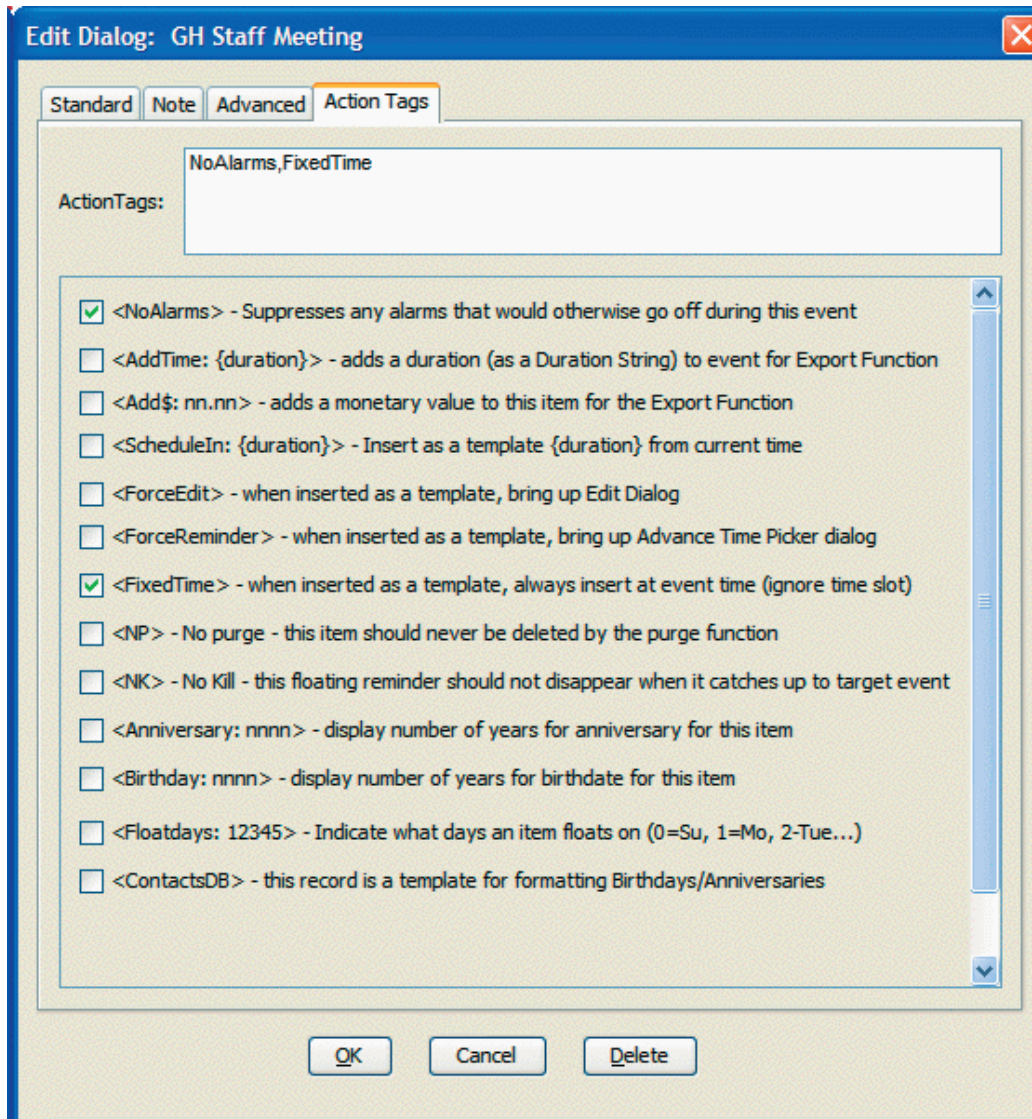 Edit Dialog:  GH Staff Meeting
Standard Note Advanced Action Tags
NoAlarms,FixedTime
ActionTags:
<NoAlarms> - Suppresses any alarms that would otherwise go off during this event
<AddTime: {duration}> - adds a duration (as a Duration String) to event for Export Function
<Add$: nn.nn> - adds a monetary value to this item for the Export Function
<ScheduleIn: {duration}> - Insert as a template {duration} from current time
<ForceEdit> - when inserted as a template, bring up Edit Dialog
<ForceReminder> - when inserted as a template, bring up Advance Time Picker dialog
<FixedTime> - when inserted as a template, always insert at event time (ignore time slot)
<NP> - No purge - this item should never be deleted by the purge function
<NK> - No Kill - this floating reminder should not disappear when it catches up to target event
<Anniversary: nnnn> - display number of years for anniversary for this item
<Birthday: nnnn> - display number of years for birthdate for this item
<Floatdays: 12345> - Indicate what days an item floats on (0=Su, 1=Mo, 2-Tue...)
<ContactsDB> - this record is a template for formatting Birthdays/Anniversaries
OK Cancel Delete